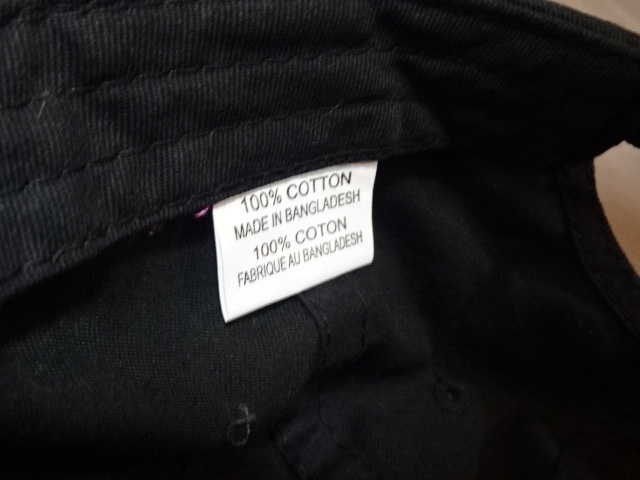 100% COTTON
MADE IN BANGLADESH
100% COTON
FABRIQUE AU BANGLADESH